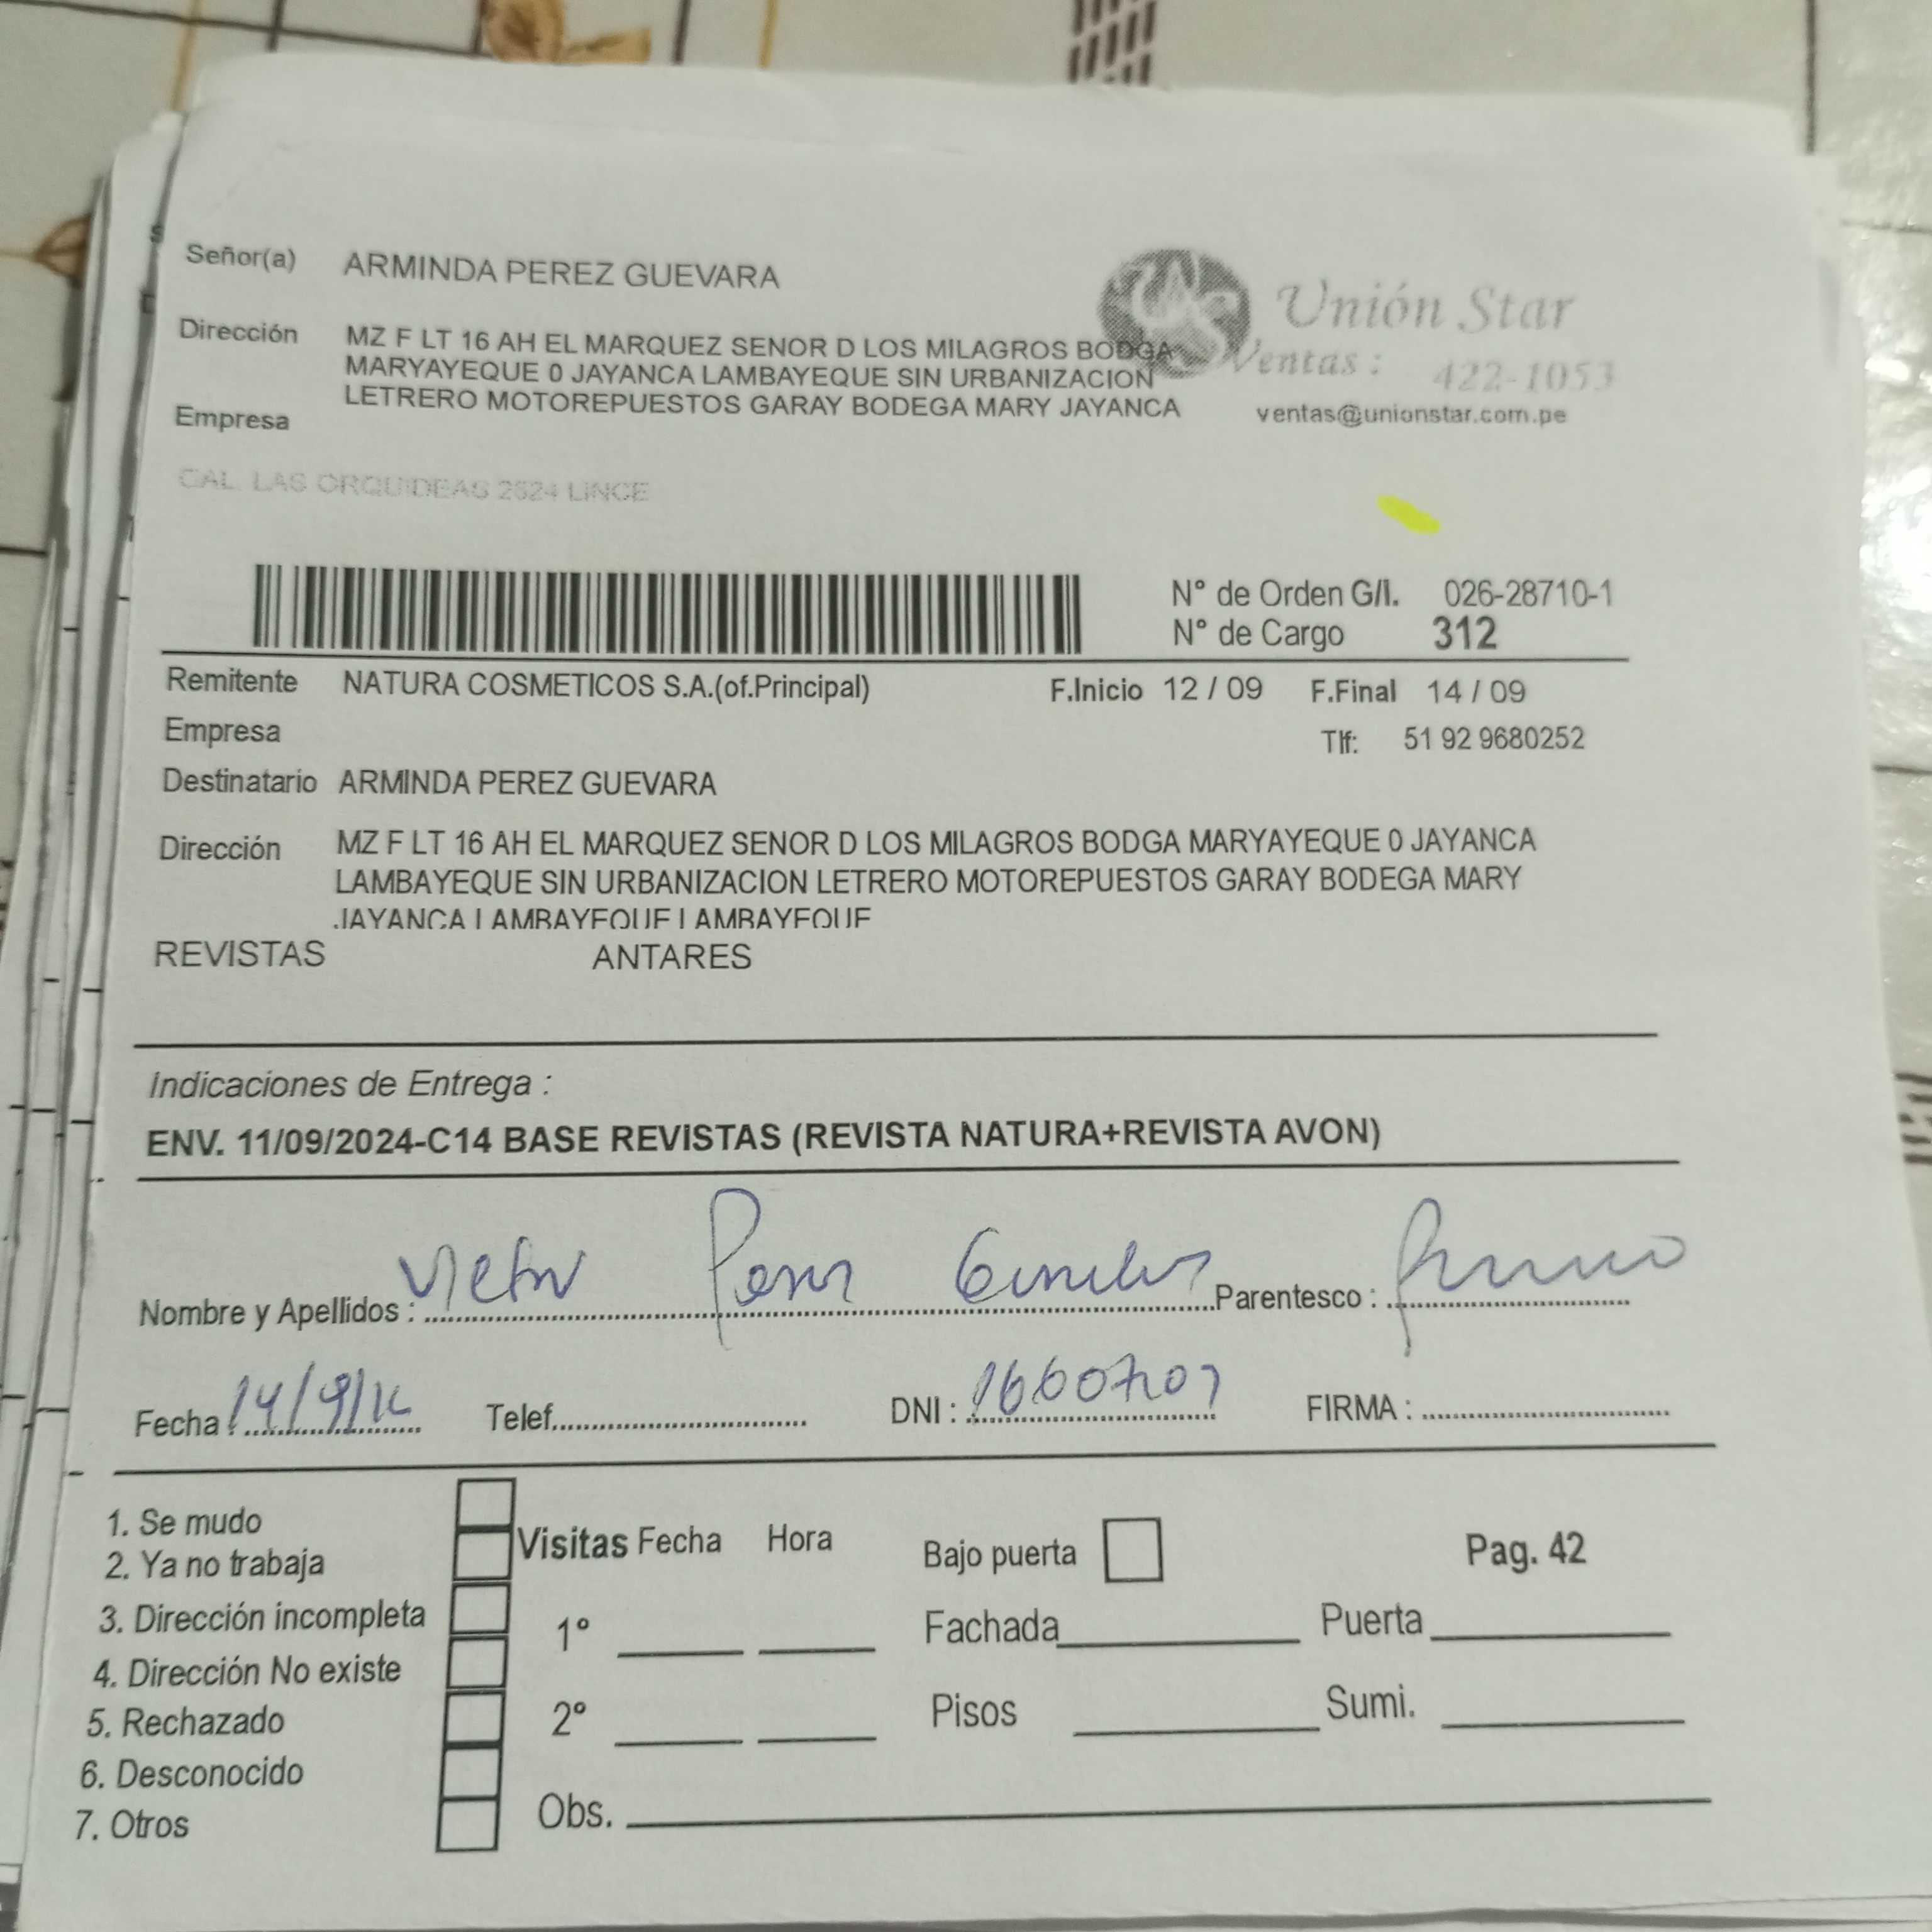 Señor(a) ARMINDA PEREZ GUEVARA
Unión Star
Dirección MZ F LT 16 AH EL MARQUEZ SENOR D LOS MILAGROS BODGA
MARYAYEQUE 0 JAYANCA LAMBAYEQUE SIN URBANIZACION
LETRERO MOTOREPUESTOS GARAY BODEGA MARY JAYANCA
Ventas : 422-1053
ventas@unionstar.com.pe
Empresa
CAL. LAS ORQUIDEAS 2624 LINCE
N° de Orden G/I. 026-28710-1
N° de Cargo 312
Remitente NATURA COSMETICOS S.A.(of.Principal) F.Inicio 12 / 09 F.Final 14 / 09
Empresa Tlf: 51 92 9680252
Destinatario ARMINDA PEREZ GUEVARA
Dirección MZ F LT 16 AH EL MARQUEZ SENOR D LOS MILAGROS BODGA MARYAYEQUE 0 JAYANCA
LAMBAYEQUE SIN URBANIZACION LETRERO MOTOREPUESTOS GARAY BODEGA MARY
JAYANCA LAMBAYEQUE LAMBAYEQUE
REVISTAS ANTARES
Indicaciones de Entrega :
ENV. 11/09/2024-C14 BASE REVISTAS (REVISTA NATURA+REVISTA AVON)
Nombre y Apellidos : Victor Parentesco :
Fecha : 14/9/ Telef. DNI : 16607207 FIRMA :
1. Se mudo
2. Ya no trabaja
3. Dirección incompleta
4. Dirección No existe
5. Rechazado
6. Desconocido
7. Otros
Visitas Fecha Hora
1°
2°
Obs.
Bajo puerta Pag. 42
Fachada Puerta
Pisos Sumi.